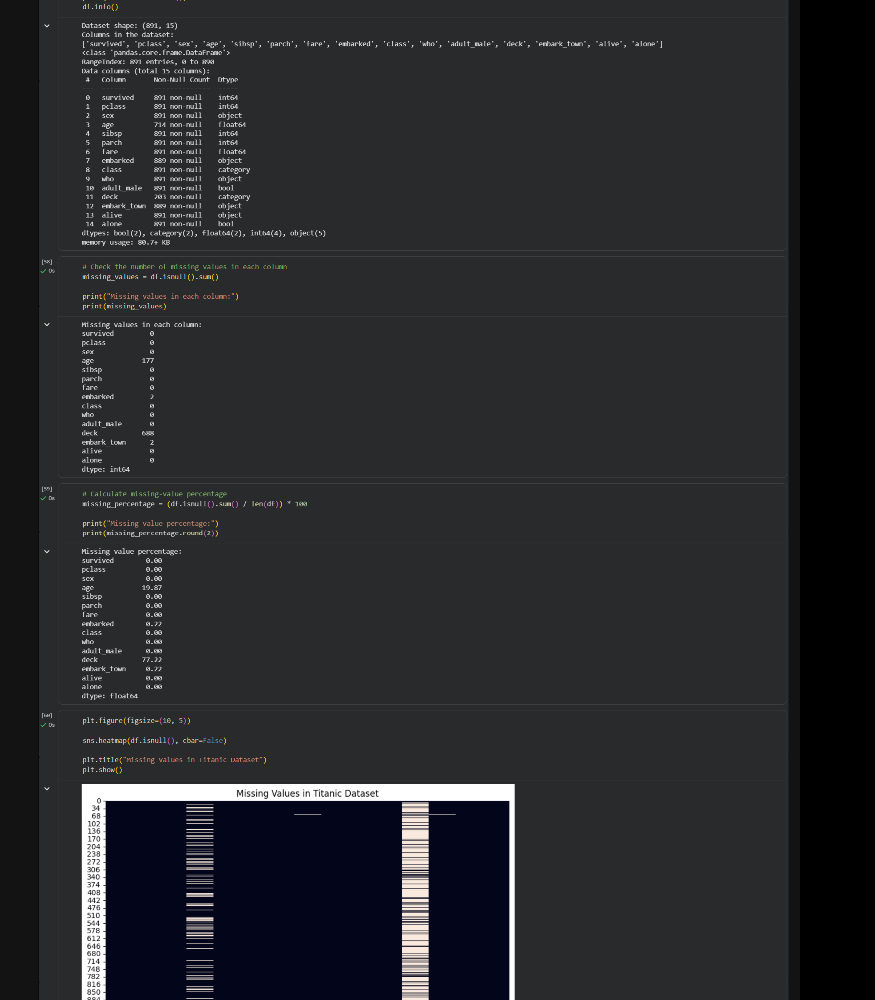 df.info()
Dataset shape: (891, 15)
Columns in the dataset:
['survived', 'pclass', 'sex', 'age', 'sibsp', 'parch', 'fare', 'embarked', 'class', 'who', 'adult_male', 'deck', 'embark_town', 'alive', 'alone']
<class 'pandas.core.frame.DataFrame'>
RangeIndex: 891 entries, 0 to 890
Data columns (total 15 columns):
 #   Column       Non-Null Count  Dtype
---  ------       --------------  -----
 0   survived     891 non-null    int64
 1   pclass       891 non-null    int64
 2   sex          891 non-null    object
 3   age          714 non-null    float64
 4   sibsp        891 non-null    int64
 5   parch        891 non-null    int64
 6   fare         891 non-null    float64
 7   embarked     889 non-null    object
 8   class        891 non-null    category
 9   who          891 non-null    object
 10  adult_male   891 non-null    bool
 11  deck         203 non-null    category
 12  embark_town  889 non-null    object
 13  alive        891 non-null    object
 14  alone        891 non-null    bool
dtypes: bool(2), category(2), float64(2), int64(4), object(5)
memory usage: 80.7+ KB
[58]
0s
# Check the number of missing values in each column
missing_values = df.isnull().sum()
print("Missing values in each column:")
print(missing_values)
Missing values in each column:
survived         0
pclass           0
sex              0
age            177
sibsp            0
parch            0
fare             0
embarked         2
class            0
who              0
adult_male       0
deck           688
embark_town      2
alive            0
alone            0
dtype: int64
[59]
0s
# Calculate missing-value percentage
missing_percentage = (df.isnull().sum() / len(df)) * 100
print("Missing value percentage:")
print(missing_percentage.round(2))
Missing value percentage:
survived        0.00
pclass          0.00
sex             0.00
age            19.87
sibsp           0.00
parch           0.00
fare            0.00
embarked        0.22
class           0.00
who             0.00
adult_male      0.00
deck           77.22
embark_town     0.22
alive           0.00
alone           0.00
dtype: float64
[60]
0s
plt.figure(figsize=(10, 5))
sns.heatmap(df.isnull(), cbar=False)
plt.title("Missing Values in Titanic Dataset")
plt.show()
Missing Values in Titanic Dataset
0
34
68
102
136
170
204
238
272
306
340
374
408
442
476
510
544
578
612
646
680
714
748
782
816
850
884